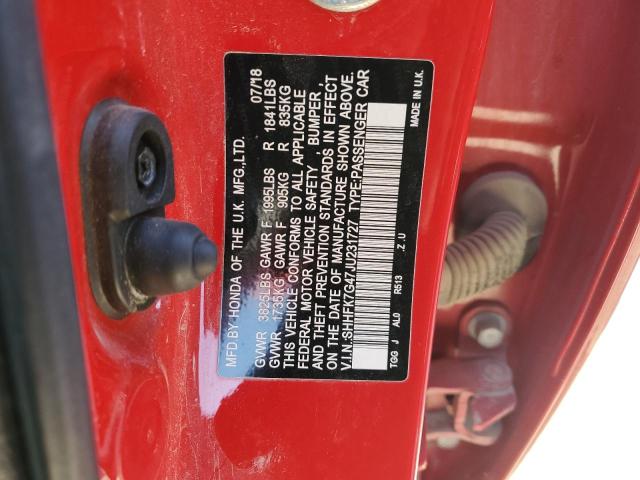 MFD.BY HONDA OF THE U.K. MFG.,LTD. 07/18
GVWR 3825LBS GAWR F 1995LBS R 1841LBS
GVWR 1735KG GAWR F 905KG R 835KG
THIS VEHICLE CONFORMS TO ALL APPLICABLE
FEDERAL MOTOR VEHICLE SAFETY , BUMPER ,
AND THEFT PREVENTION STANDARDS IN EFFECT
ON THE DATE OF MANUFACTURE SHOWN ABOVE.
V.I.N.:SHHFK7G47JU231727 TYPE:PASSENGER CAR
TGG J AL0 R513 .Z.U MADE IN U.K.